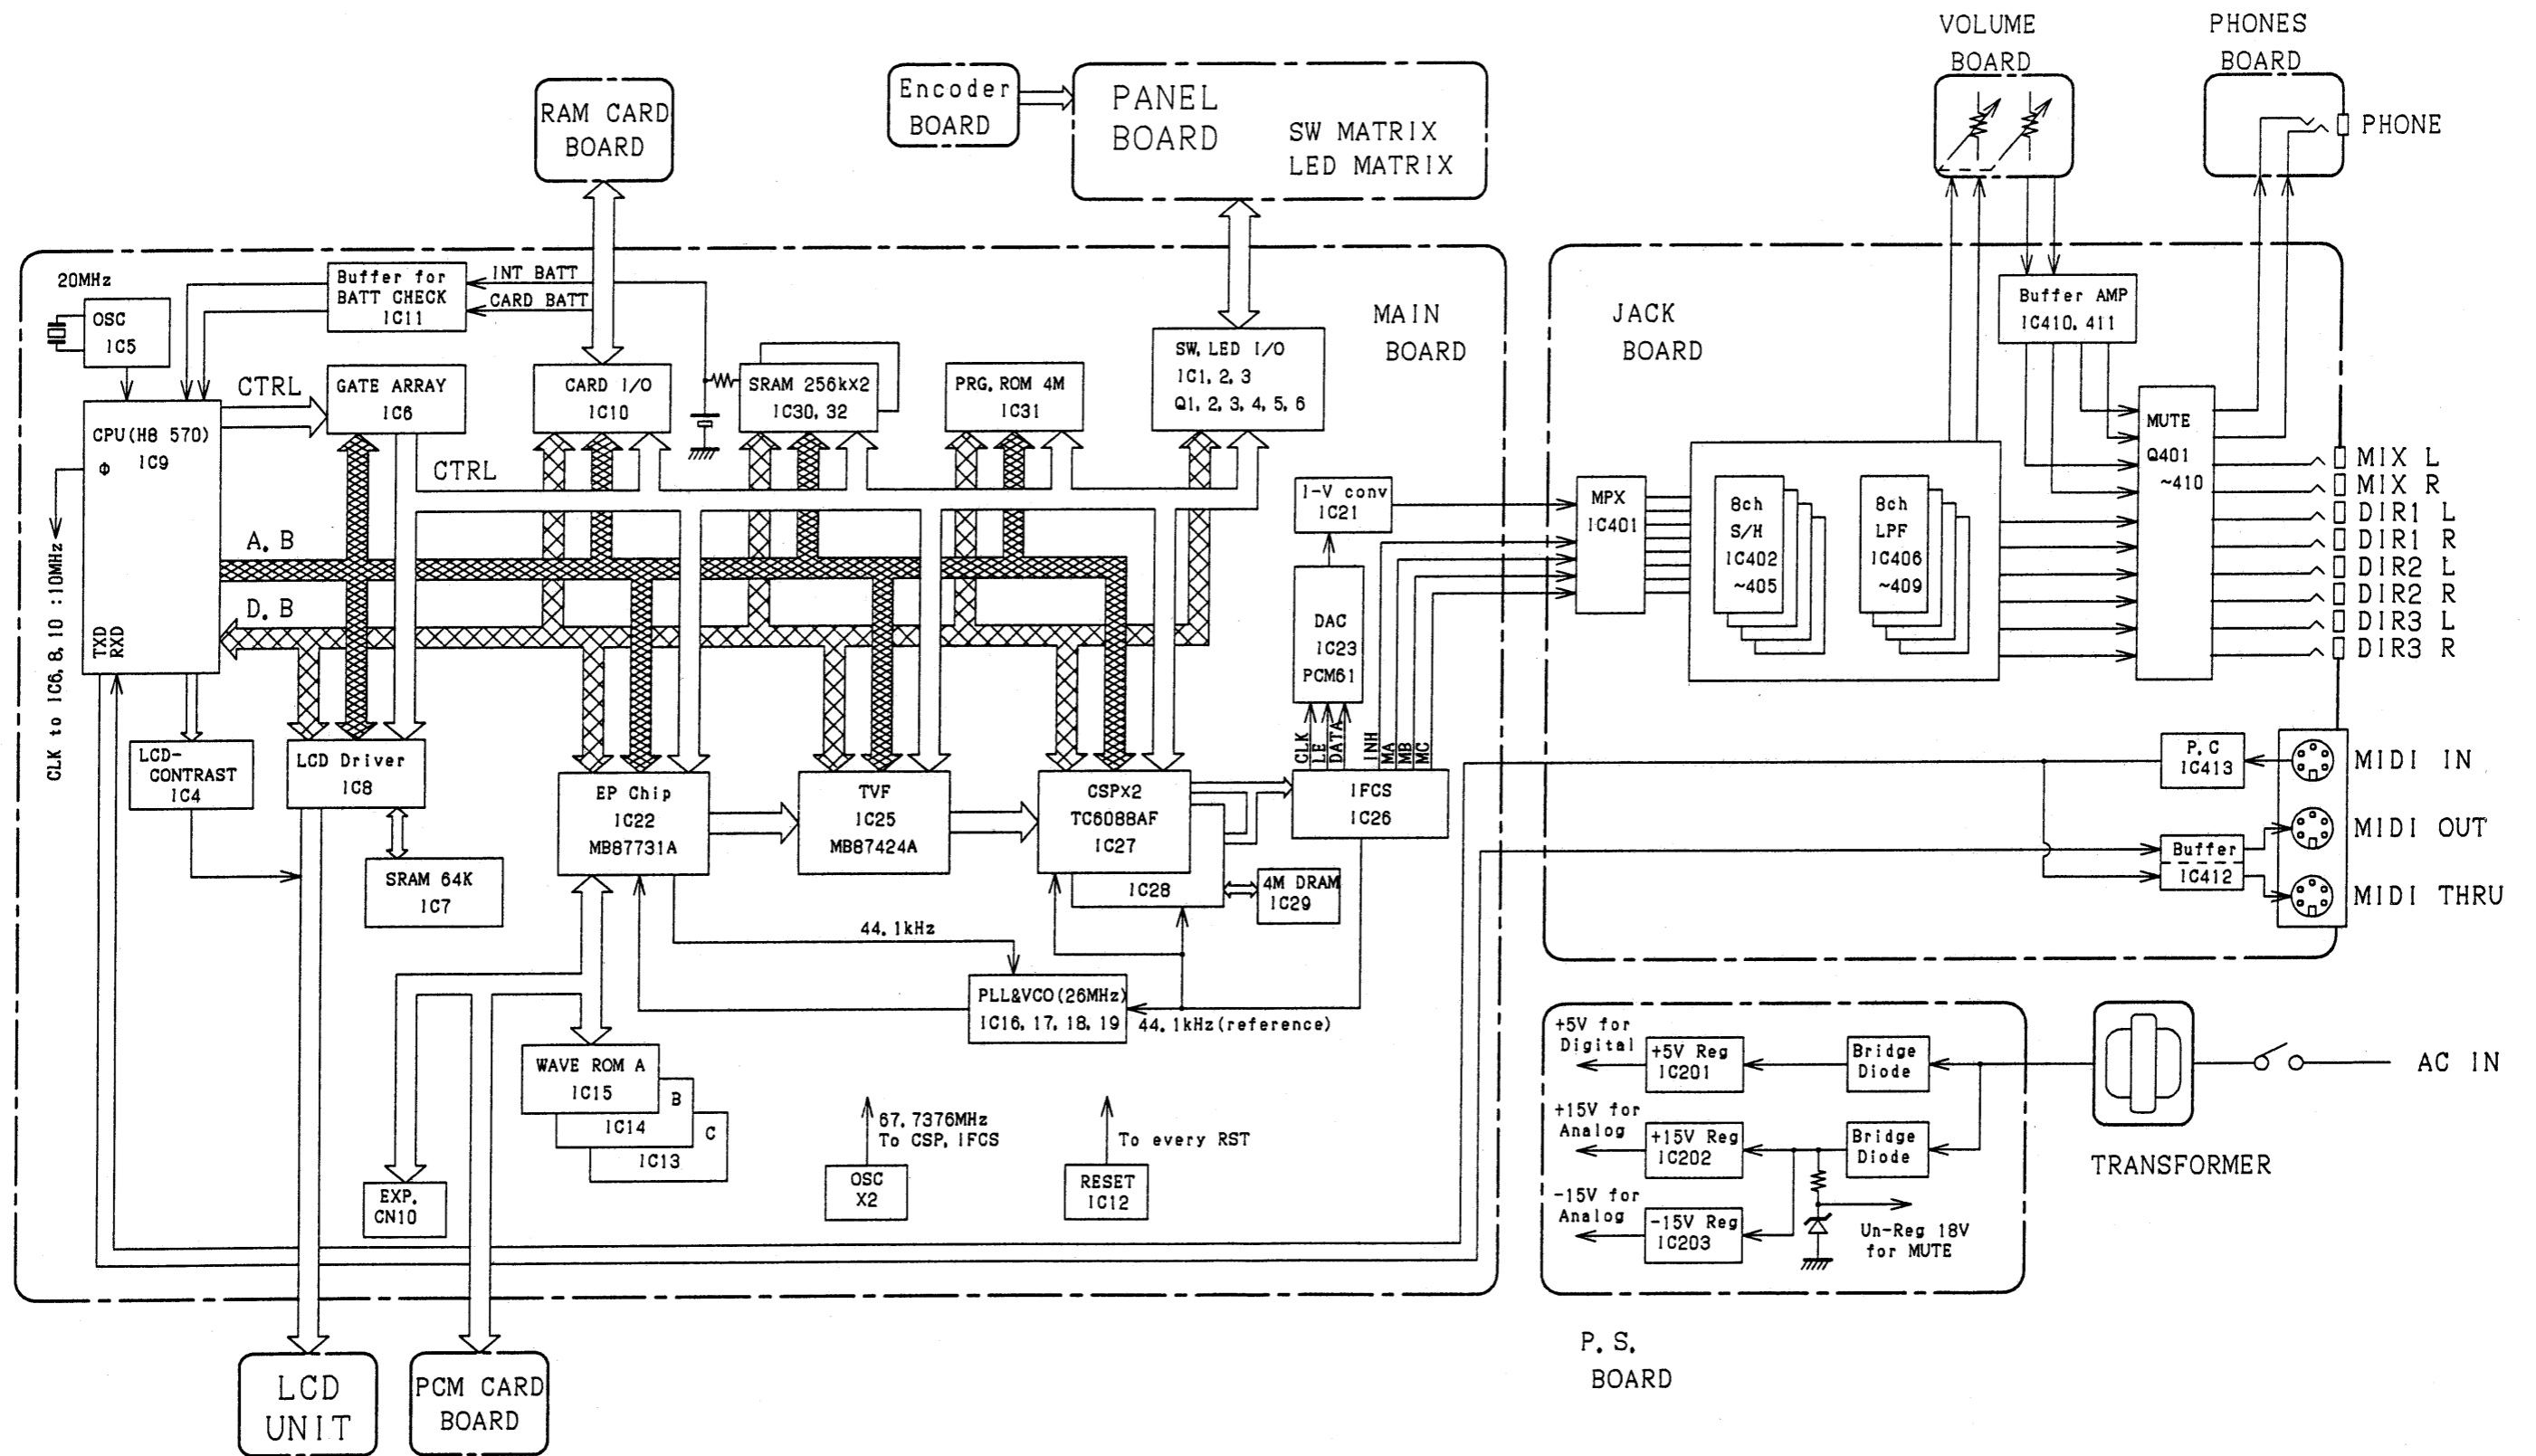 VOLUME
BOARD
PHONES
BOARD
PHONE
RAM CARD
BOARD
Encoder
BOARD
PANEL
BOARD
SW MATRIX
LED MATRIX
20MHz
OSC
IC5
Buffer for
BATT CHECK
IC11
INT BATT
CARD BATT
MAIN
BOARD
JACK
BOARD
Buffer AMP
IC410, 411
CTRL
GATE ARRAY
IC6
CARD I/O
IC10
SRAM 256kX2
IC30, 32
PRG. ROM 4M
IC31
SW, LED I/O
IC1, 2, 3
Q1, 2, 3, 4, 5, 6
CPU(H8 570)
IC9
Φ
TXD
RXD
CLK to IC6, 8, 10 :10MHz
CTRL
A. B
D. B
I-V conv
IC21
DAC
IC23
PCM61
CLK
LE
DATA
INH
MA
MB
MC
MPX
IC401
8ch
S/H
IC402
~405
8ch
LPF
IC406
~409
MUTE
Q401
~410
MIX L
MIX R
DIR1 L
DIR1 R
DIR2 L
DIR2 R
DIR3 L
DIR3 R
LCD-
CONTRAST
IC4
LCD Driver
IC8
SRAM 64K
IC7
EP Chip
IC22
MB87731A
TVF
IC25
MB87424A
CSPX2
TC6088AF
IC27
IC28
4M DRAM
IC29
IFCS
IC26
P. C
IC413
MIDI IN
Buffer
IC412
MIDI OUT
MIDI THRU
44. 1kHz
PLL&VCO(26MHz)
IC16, 17, 18, 19
44. 1kHz(reference)
WAVE ROM A
IC15
B
IC14
C
IC13
EXP.
CN10
67. 7376MHz
To CSP, IFCS
OSC
X2
To every RST
RESET
IC12
+5V for
Digital
+5V Reg
IC201
Bridge
Diode
+15V for
Analog
+15V Reg
IC202
Bridge
Diode
-15V for
Analog
-15V Reg
IC203
Un-Reg 18V
for MUTE
TRANSFORMER
AC IN
P. S.
BOARD
LCD
UNIT
PCM CARD
BOARD